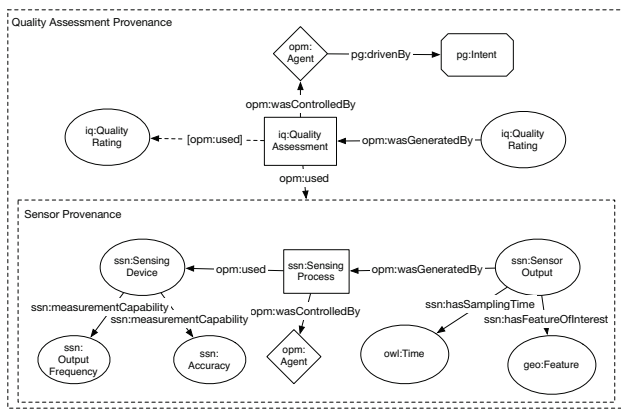 Quality Assessment Provenance
opm:
Agent
pg:drivenBy
pg:Intent
opm:wasControlledBy
iq:Quality
Rating
[opm:used]
iq:Quality
Assessment
opm:wasGeneratedBy
iq:Quality
Rating
opm:used
Sensor Provenance
ssn:Sensing
Device
opm:used
ssn:Sensing
Process
opm:wasGeneratedBy
ssn:Sensor
Output
ssn:measurementCapability
ssn:measurementCapability
opm:wasControlledBy
ssn:hasSamplingTime
ssn:hasFeatureOfInterest
ssn:
Output
Frequency
ssn:
Accuracy
opm:
Agent
owl:Time
geo:Feature